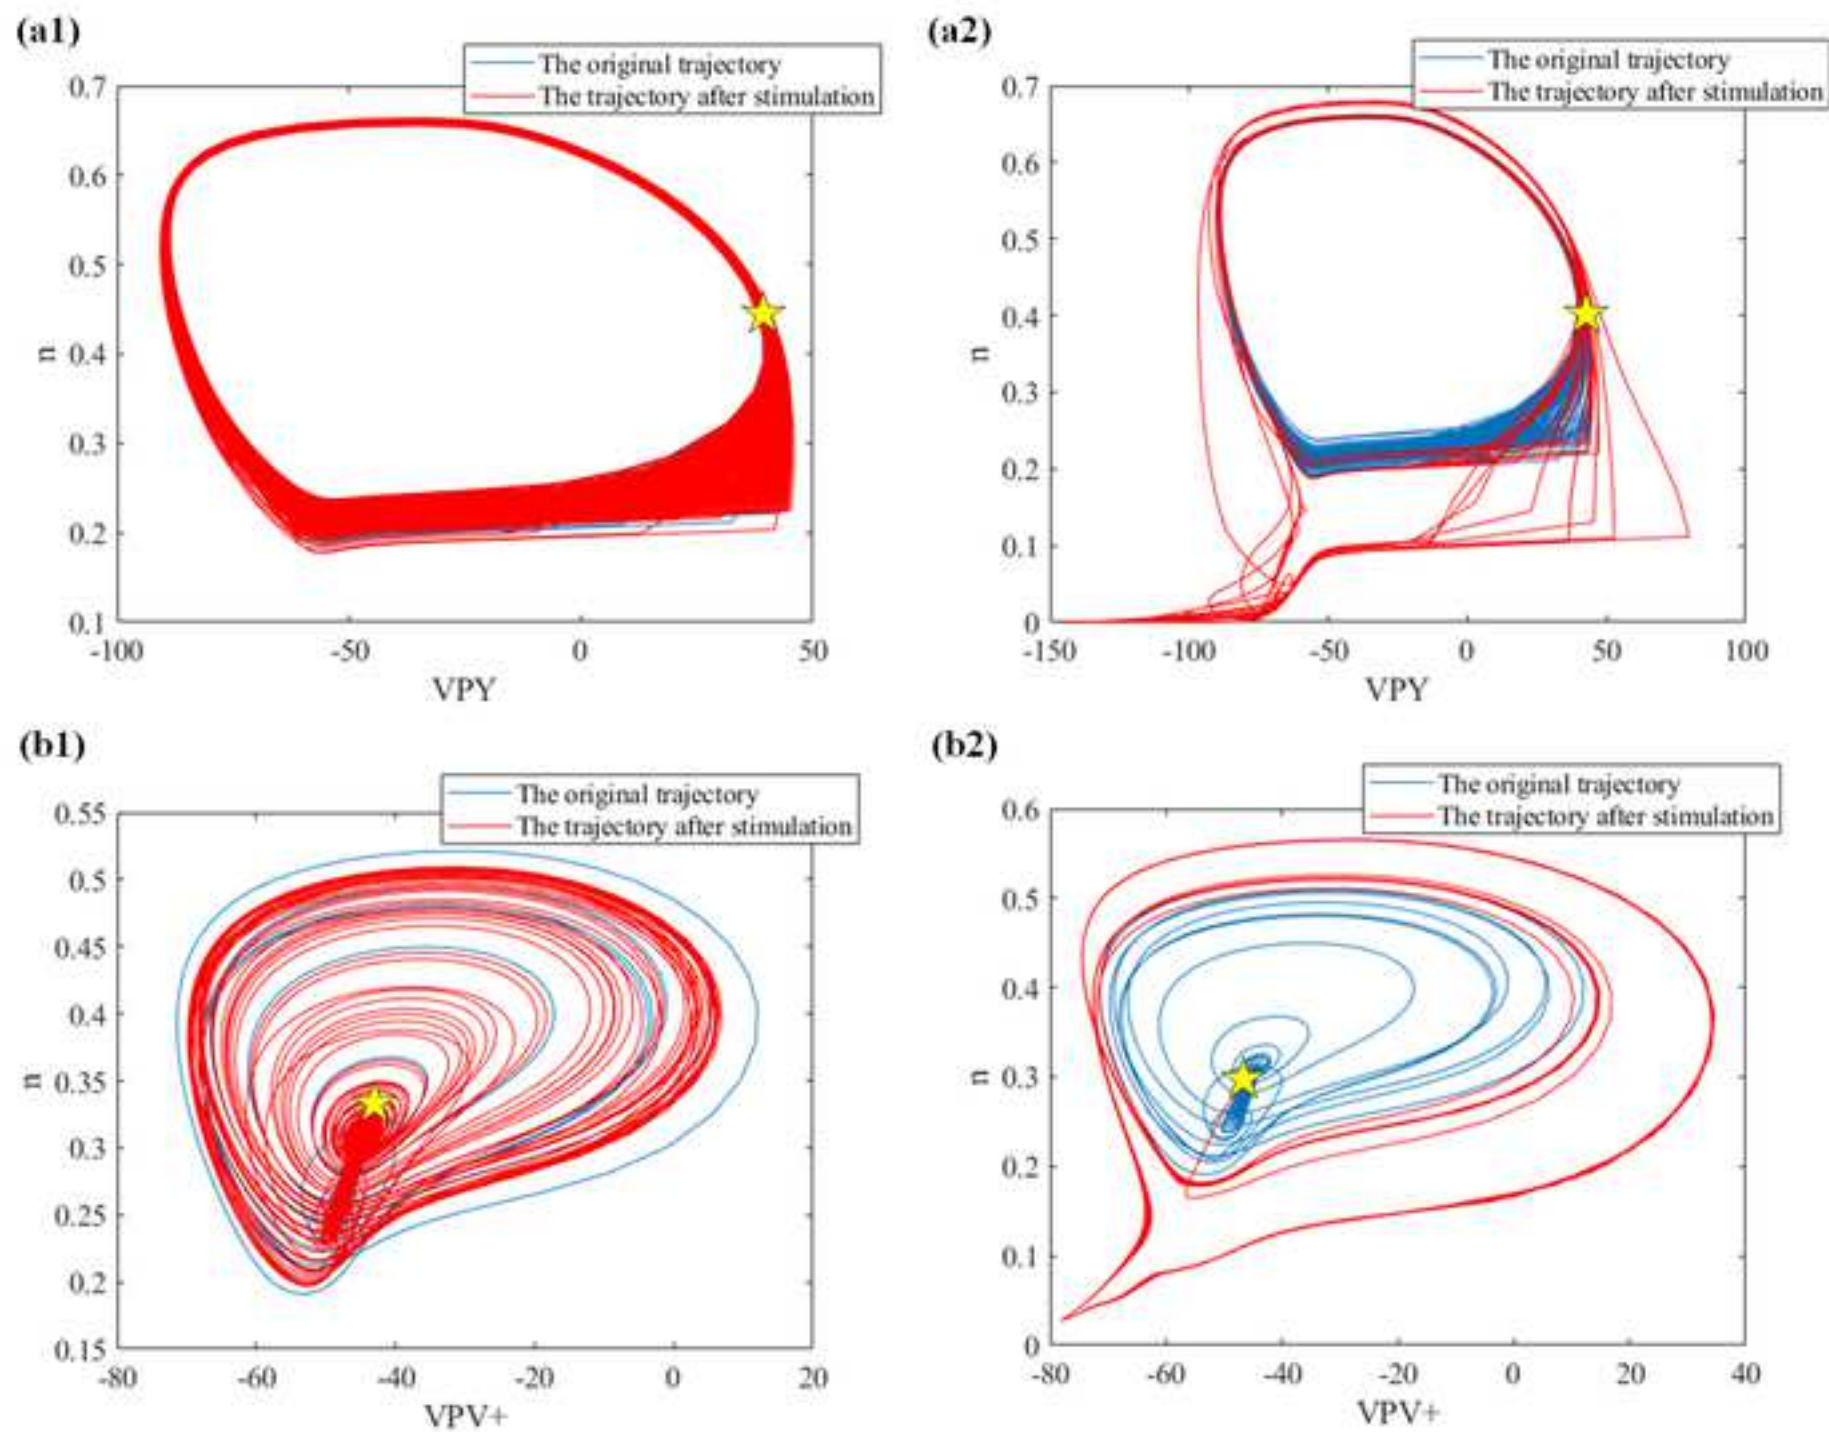 (a1)
The original trajectory
The trajectory after stimulation
0.7
0.6
0.5
0.4
0.3
0.2
0.1
n
-100
-50
0
50
VPY
(a2)
The original trajectory
The trajectory after stimulation
0.7
0.6
0.5
0.4
0.3
0.2
0.1
0
n
-150
-100
-50
0
50
100
VPY
(b1)
The original trajectory
The trajectory after stimulation
0.55
0.5
0.45
0.4
0.35
0.3
0.25
0.2
0.15
n
-80
-60
-40
-20
0
20
VPV+
(b2)
The original trajectory
The trajectory after stimulation
0.6
0.5
0.4
0.3
0.2
0.1
0
n
-80
-60
-40
-20
0
20
40
VPV+